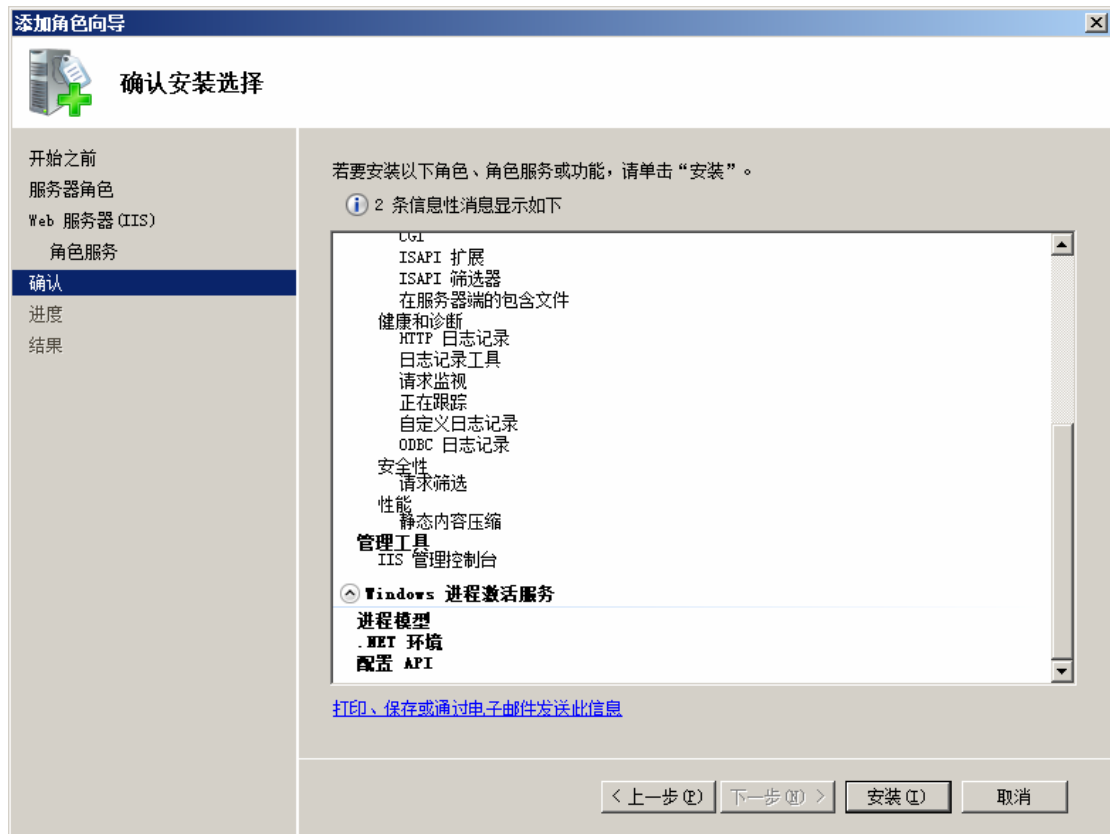 添加角色向导
确认安装选择
开始之前
服务器角色
Web 服务器(IIS)
角色服务
确认
进度
结果
若要安装以下角色、角色服务或功能，请单击“安装”。
2 条信息性消息显示如下
CGI
ISAPI 扩展
ISAPI 筛选器
在服务器端的包含文件
健康和诊断
HTTP 日志记录
日志记录工具
请求监视
正在跟踪
自定义日志记录
ODBC 日志记录
安全性
请求筛选
性能
静态内容压缩
管理工具
IIS 管理控制台
Windows 进程激活服务
进程模型
.NET 环境
配置 API
打印、保存或通过电子邮件发送此信息
< 上一步(P) 下一步(N) > 安装(I) 取消